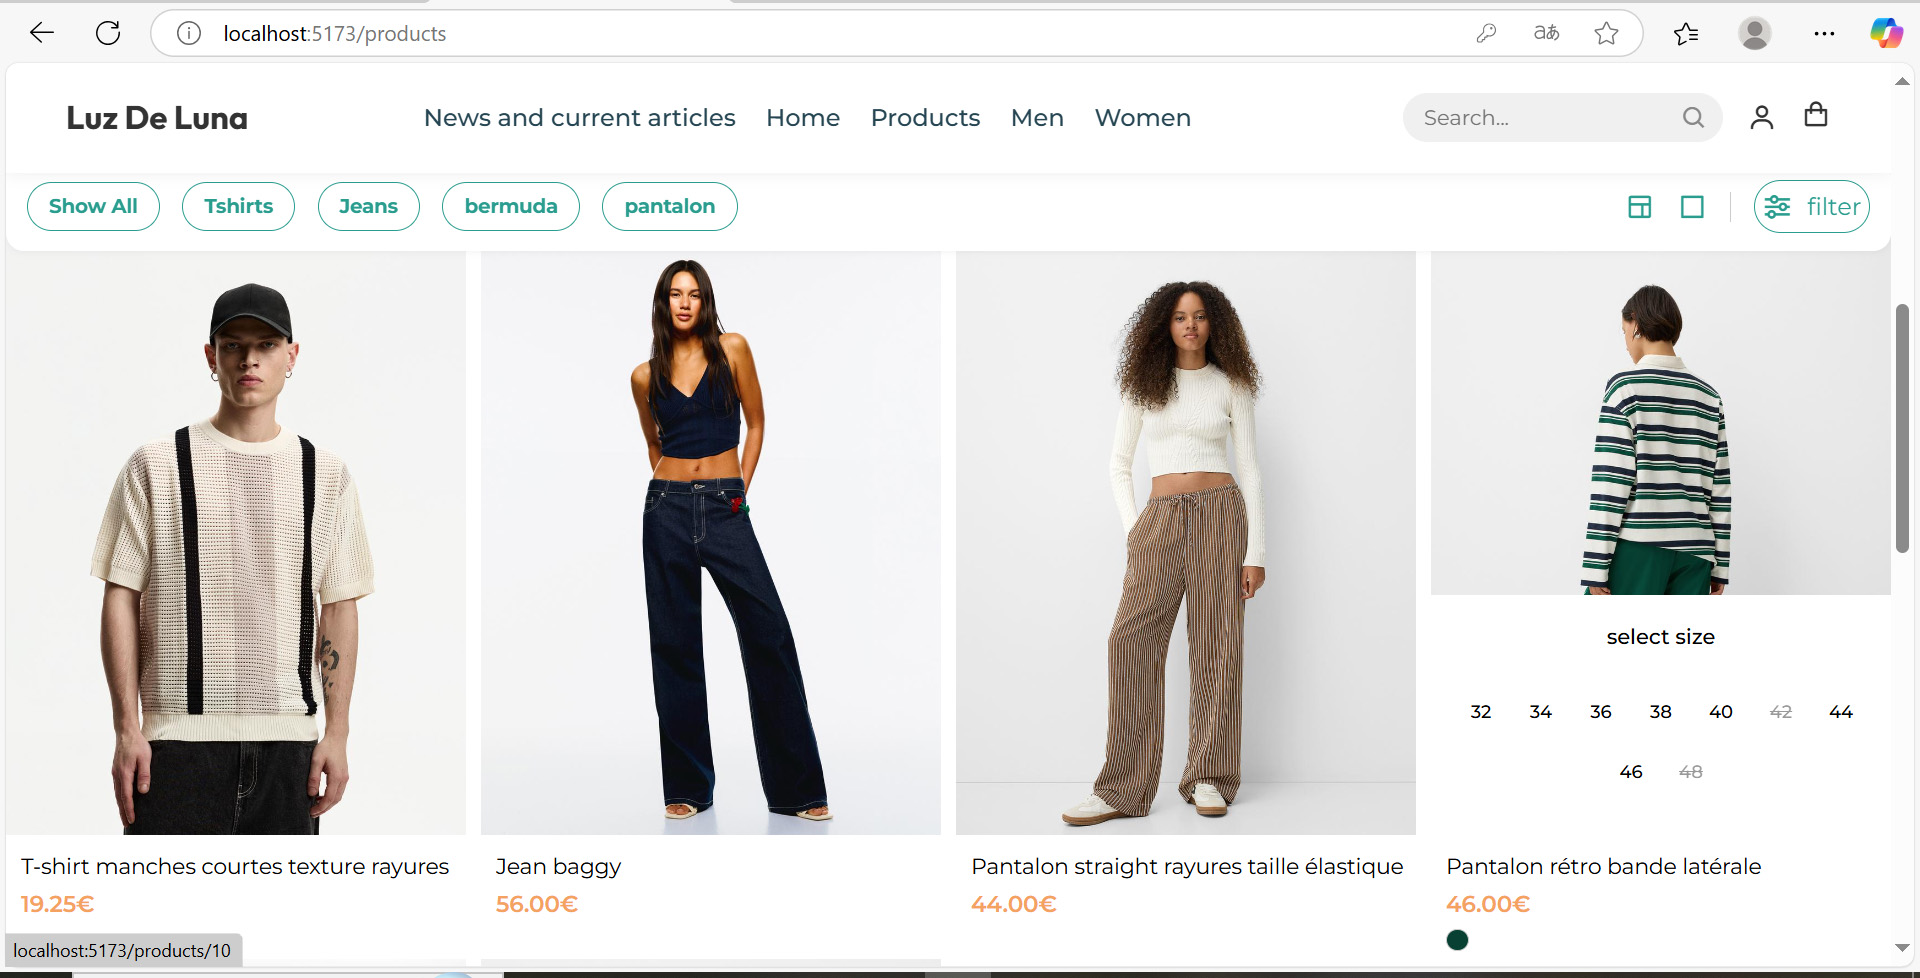 localhost:5173/products
aあ
Luz De Luna
News and current articles Home Products Men Women
Search...
Show All Tshirts Jeans bermuda pantalon
filter
select size
32 34 36 38 40 42 44
46 48
T-shirt manches courtes texture rayures
19.25€
Jean baggy
56.00€
Pantalon straight rayures taille élastique
44.00€
Pantalon rétro bande latérale
46.00€
localhost:5173/products/10